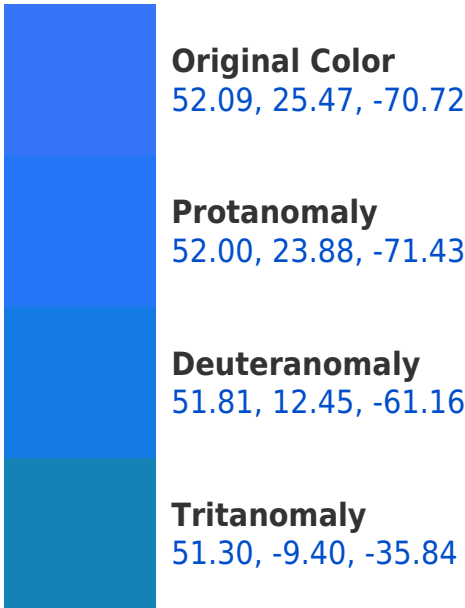 Original Color
52.09, 25.47, -70.72
Protanomaly
52.00, 23.88, -71.43
Deuteranomaly
51.81, 12.45, -61.16
Tritanomaly
51.30, -9.40, -35.84